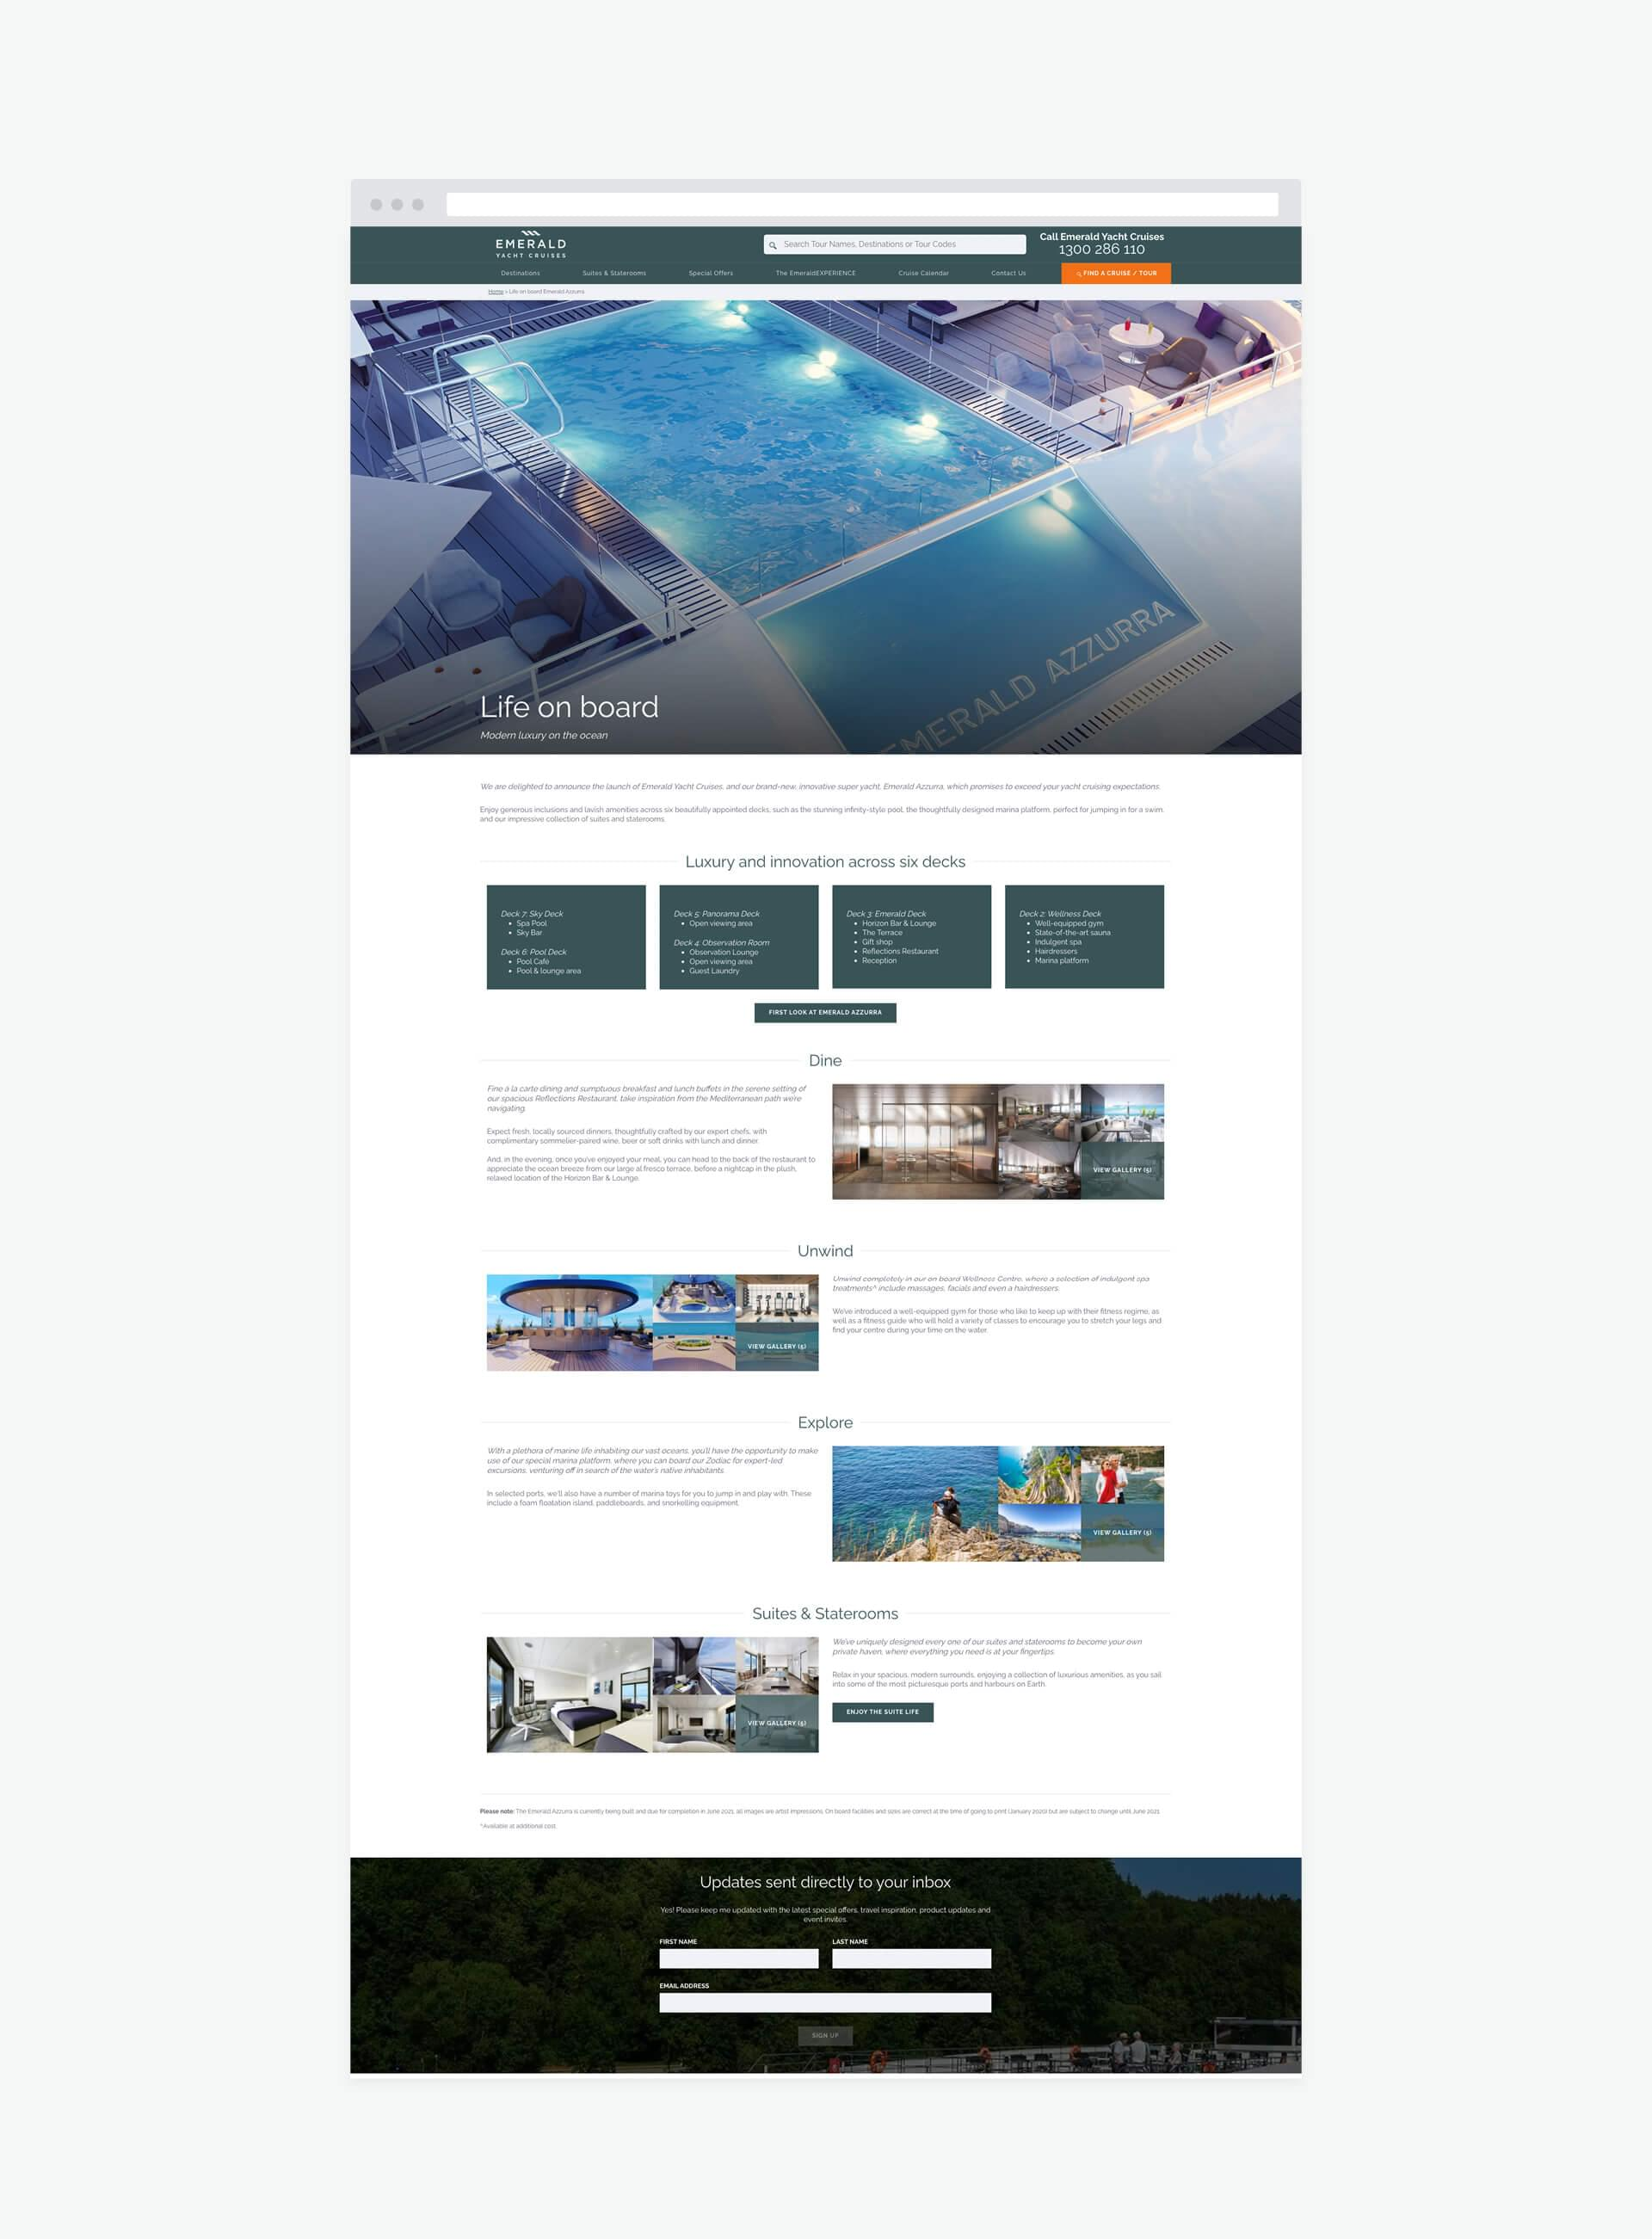 EMERALD
YACHT CRUISES
Search Tour Names, Destinations or Tour Codes
Call Emerald Yacht Cruises
1300 286 110
Destinations
Suites & Staterooms
Special Offers
The EmeraldEXPERIENCE
Cruise Calendar
Contact Us
FIND A CRUISE / TOUR
Home > Life on board Emerald Azzurra
EMERALD AZZURRA
Life on board
Modern luxury on the ocean
We are delighted to announce the launch of Emerald Yacht Cruises, and our brand-new, innovative super yacht, Emerald Azzurra, which promises to exceed your yacht cruising expectations.
Enjoy generous inclusions and lavish amenities across six beautifully appointed decks, such as the stunning infinity-style pool, the thoughtfully designed marina platform, perfect for jumping in for a swim,
and our impressive collection of suites and staterooms.
Luxury and innovation across six decks
Deck 7: Sky Deck
• Spa Pool
• Sky Bar
Deck 6: Pool Deck
• Pool Café
• Pool & lounge area
Deck 5: Panorama Deck
• Open viewing area
Deck 4: Observation Room
• Observation Lounge
• Open viewing area
• Guest Laundry
Deck 3: Emerald Deck
• Horizon Bar & Lounge
• The Terrace
• Gift shop
• Reflections Restaurant
• Reception
Deck 2: Wellness Deck
• Well-equipped gym
• State-of-the-art sauna
• Indulgent spa
• Hairdressers
• Marina platform
FIRST LOOK AT EMERALD AZZURRA
Dine
Fine à la carte dining and sumptuous breakfast and lunch buffets in the serene setting of
our spacious Reflections Restaurant, take inspiration from the Mediterranean path we're
navigating.
Expect fresh, locally sourced dinners, thoughtfully crafted by our expert chefs, with
complimentary sommelier-paired wine, beer or soft drinks with lunch and dinner.
And, in the evening, once you've enjoyed your meal, you can head to the back of the restaurant to
appreciate the ocean breeze from our large al fresco terrace, before a nightcap in the plush,
relaxed location of the Horizon Bar & Lounge.
VIEW GALLERY (5)
Unwind
VIEW GALLERY (5)
Unwind completely in our on board Wellness Centre, where a selection of indulgent spa
treatments^ include massages, facials and even a hairdressers.
We've introduced a well-equipped gym for those who like to keep up with their fitness regime, as
well as a fitness guide who will hold a variety of classes to encourage you to stretch your legs and
find your centre during your time on the water.
Explore
With a plethora of marine life inhabiting our vast oceans, you'll have the opportunity to make
use of our special marina platform, where you can board our Zodiac for expert-led
excursions, venturing off in search of the water's native inhabitants.
In selected ports, we'll also have a number of marina toys for you to jump in and play with. These
include a foam floatation island, paddleboards, and snorkelling equipment.
VIEW GALLERY (5)
Suites & Staterooms
VIEW GALLERY (5)
We've uniquely designed every one of our suites and staterooms to become your own
private haven, where everything you need is at your fingertips.
Relax in your spacious, modern surrounds, enjoying a collection of luxurious amenities, as you sail
into some of the most picturesque ports and harbours on Earth.
ENJOY THE SUITE LIFE
Please note: The Emerald Azzurra is currently being built and due for completion in June 2021, all images are artist impressions. On board facilities and sizes are correct at the time of going to print (January 2020) but are subject to change until June 2021.
^Available at additional cost.
Updates sent directly to your inbox
Yes! Please keep me updated with the latest special offers, travel inspiration, product updates and
event invites.
FIRST NAME
LAST NAME
EMAIL ADDRESS
SIGN UP